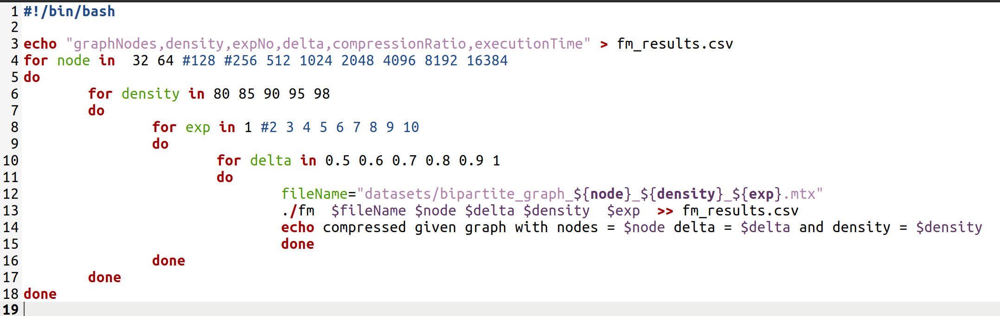 1 #!/bin/bash
2
3 echo "graphNodes,density,expNo,delta,compressionRatio,executionTime" > fm_results.csv
4 for node in  32 64 #128 #256 512 1024 2048 4096 8192 16384
5 do
6 for density in 80 85 90 95 98
7 do
8 for exp in 1 #2 3 4 5 6 7 8 9 10
9 do
10 for delta in 0.5 0.6 0.7 0.8 0.9 1
11 do
12 fileName="datasets/bipartite_graph_${node}_${density}_${exp}.mtx"
13 ./fm  $fileName $node $delta $density  $exp  >> fm_results.csv
14 echo compressed given graph with nodes = $node delta = $delta and density = $density
15 done
16 done
17 done
18 done
19